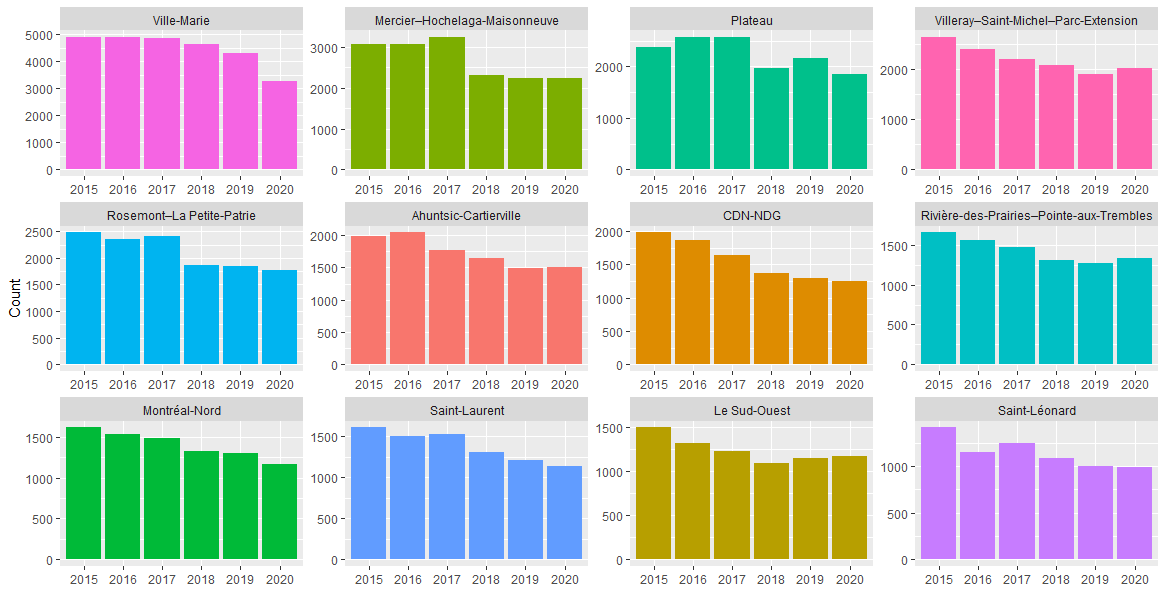 Ville-Marie
Mercier–Hochelaga-Maisonneuve
Plateau
Villeray–Saint-Michel–Parc-Extension
5000
4000
3000
2000
1000
0
3000
2000
1000
0
2000
1000
0
2000
1000
0
2015 2016 2017 2018 2019 2020
2015 2016 2017 2018 2019 2020
2015 2016 2017 2018 2019 2020
2015 2016 2017 2018 2019 2020
Rosemont–La Petite-Patrie
Ahuntsic-Cartierville
CDN-NDG
Rivière-des-Prairies–Pointe-aux-Trembles
Count
2500
2000
1500
1000
500
0
2000
1500
1000
500
0
2000
1500
1000
500
0
1500
1000
500
0
2015 2016 2017 2018 2019 2020
2015 2016 2017 2018 2019 2020
2015 2016 2017 2018 2019 2020
2015 2016 2017 2018 2019 2020
Montréal-Nord
Saint-Laurent
Le Sud-Ouest
Saint-Léonard
1500
1000
500
0
1500
1000
500
0
1500
1000
500
0
1000
500
0
2015 2016 2017 2018 2019 2020
2015 2016 2017 2018 2019 2020
2015 2016 2017 2018 2019 2020
2015 2016 2017 2018 2019 2020